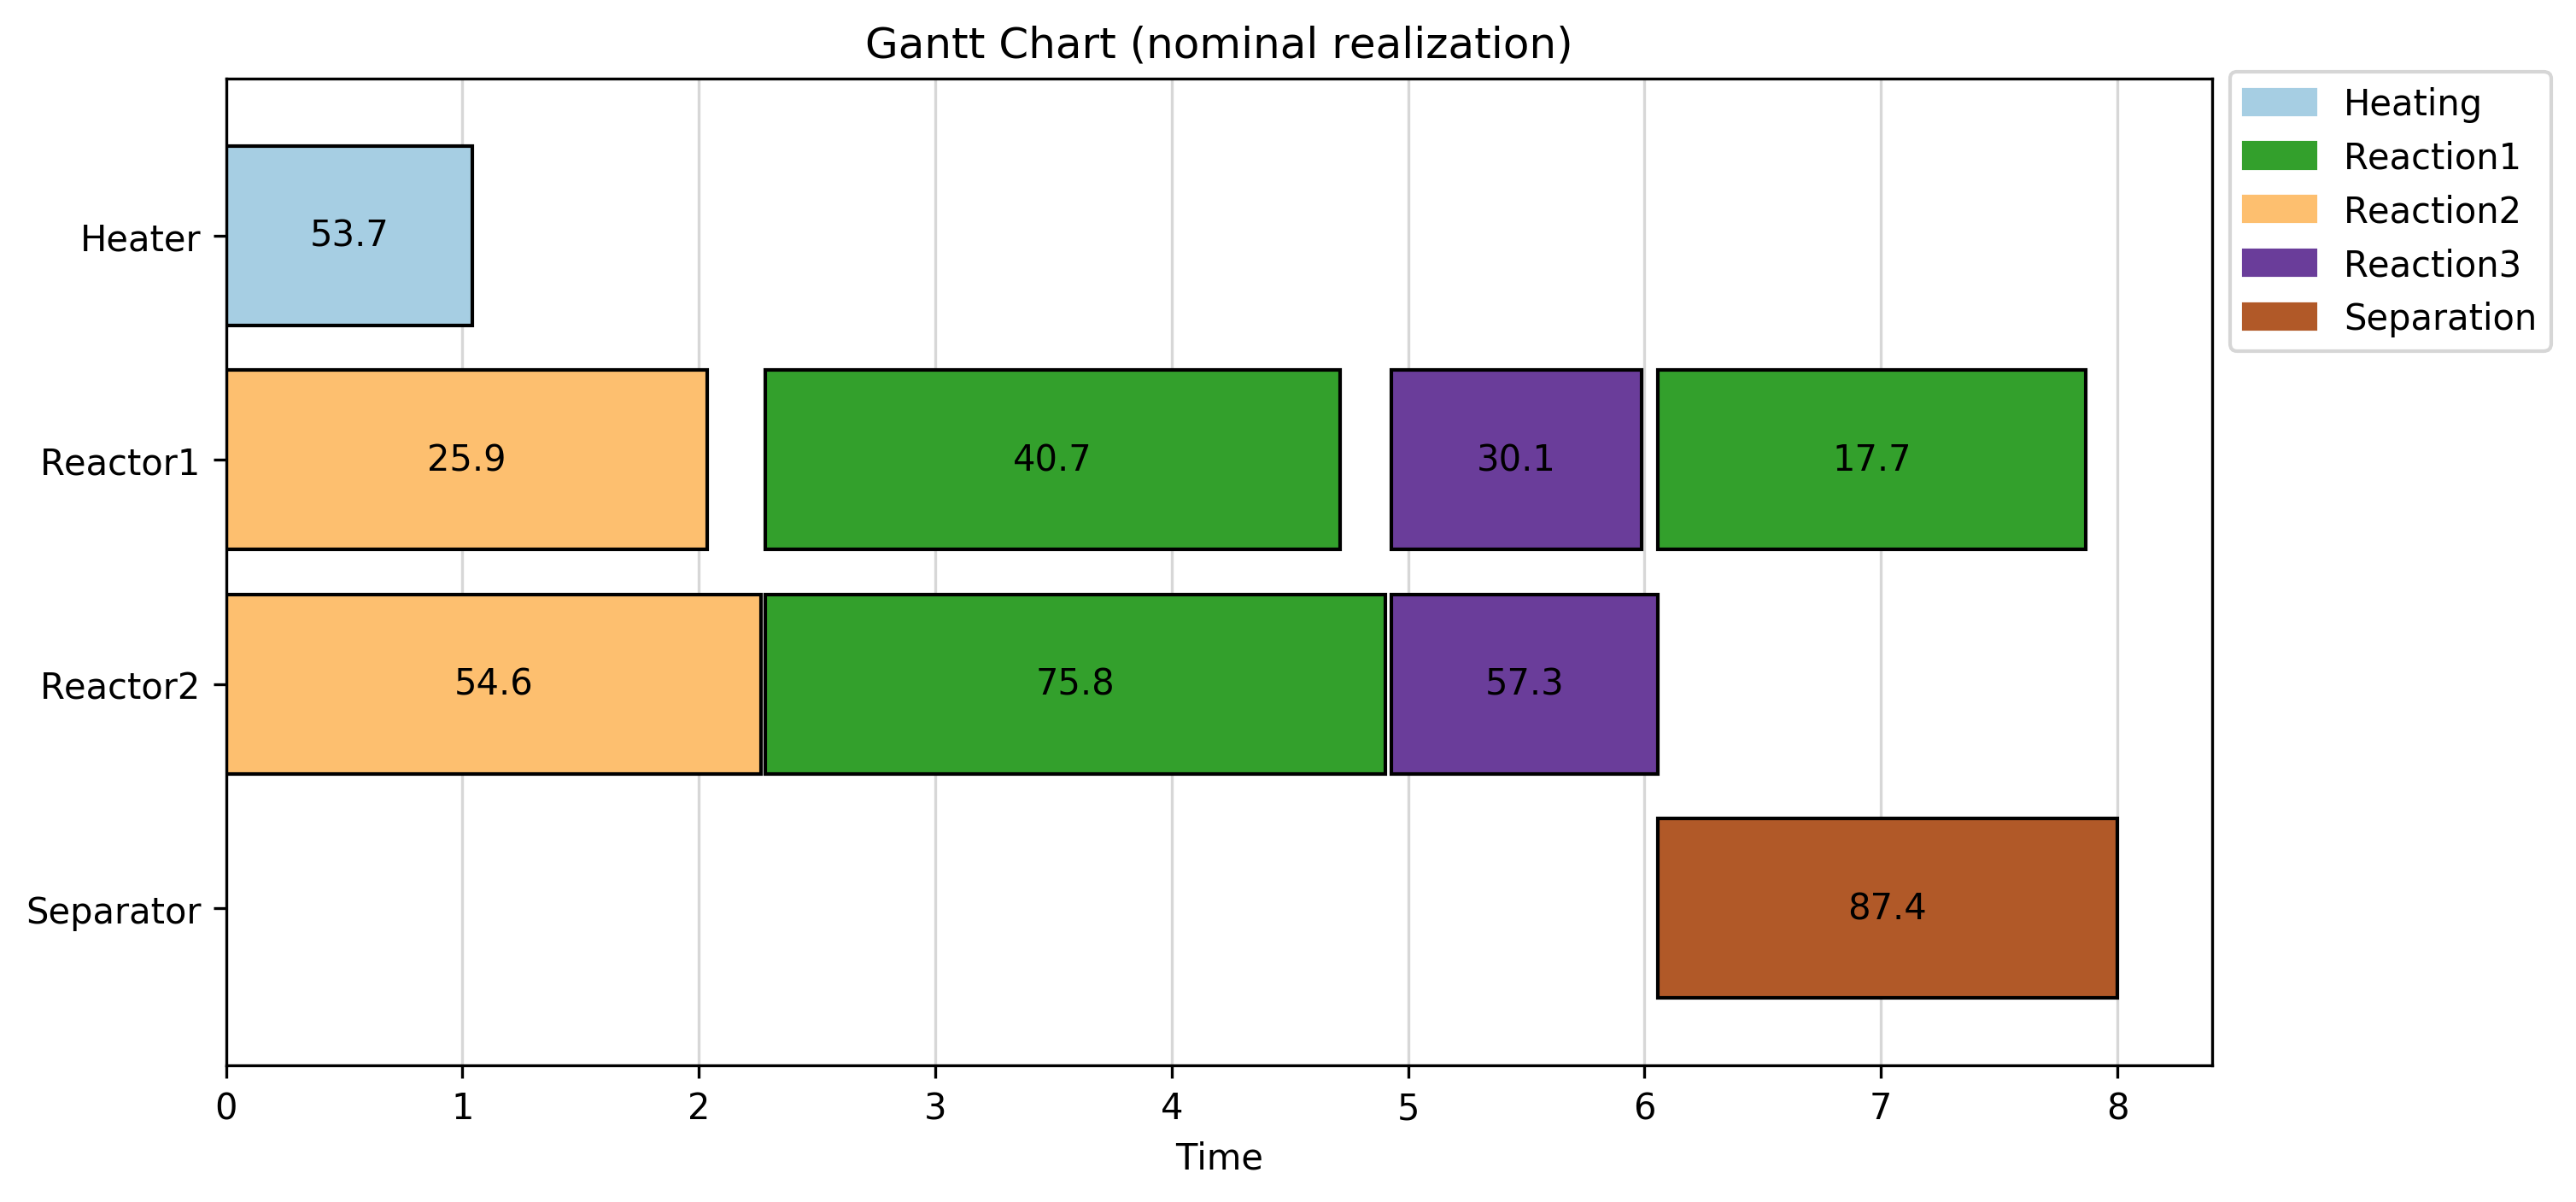 Gantt Chart (nominal realization)
Heating
Reaction1
Reaction2
Reaction3
Separation
Heater
53.7
Reactor1
25.9
40.7
30.1
17.7
Reactor2
54.6
75.8
57.3
Separator
87.4
0 1 2 3 4 5 6 7 8
Time